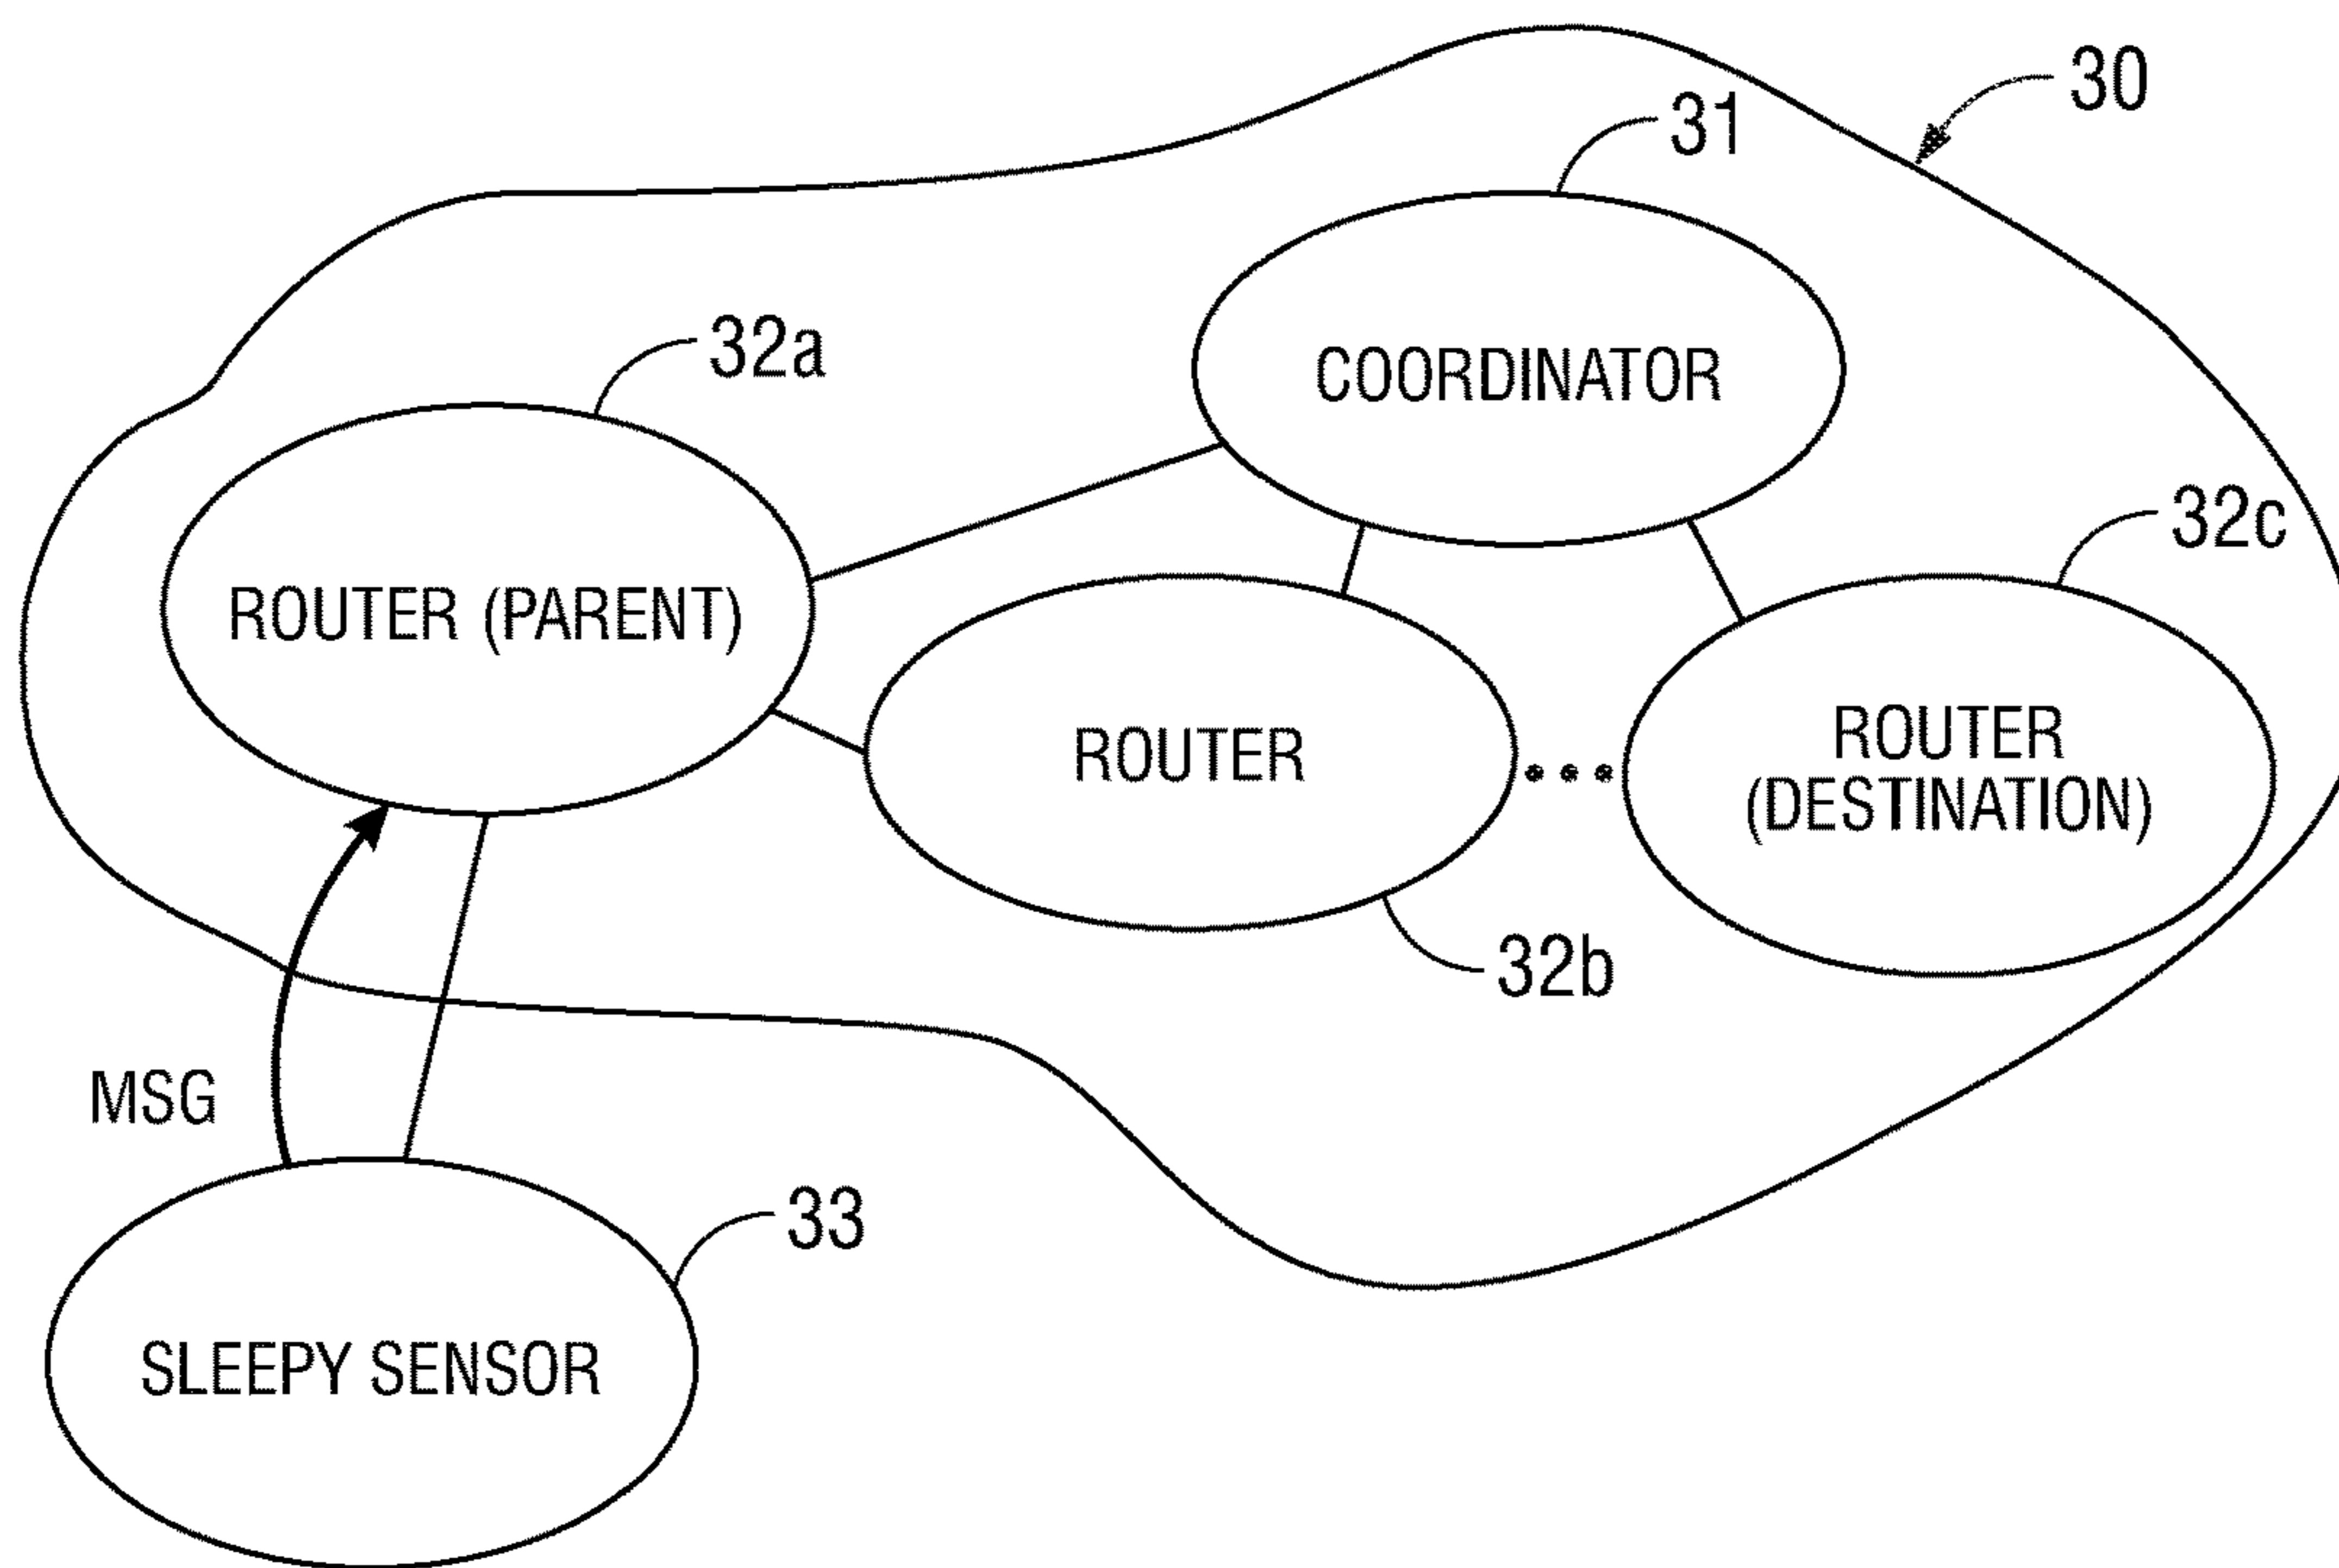 30
31
COORDINATOR
32a
ROUTER (PARENT)
32c
ROUTER
ROUTER
(DESTINATION)
32b
MSG
33
SLEEPY SENSOR